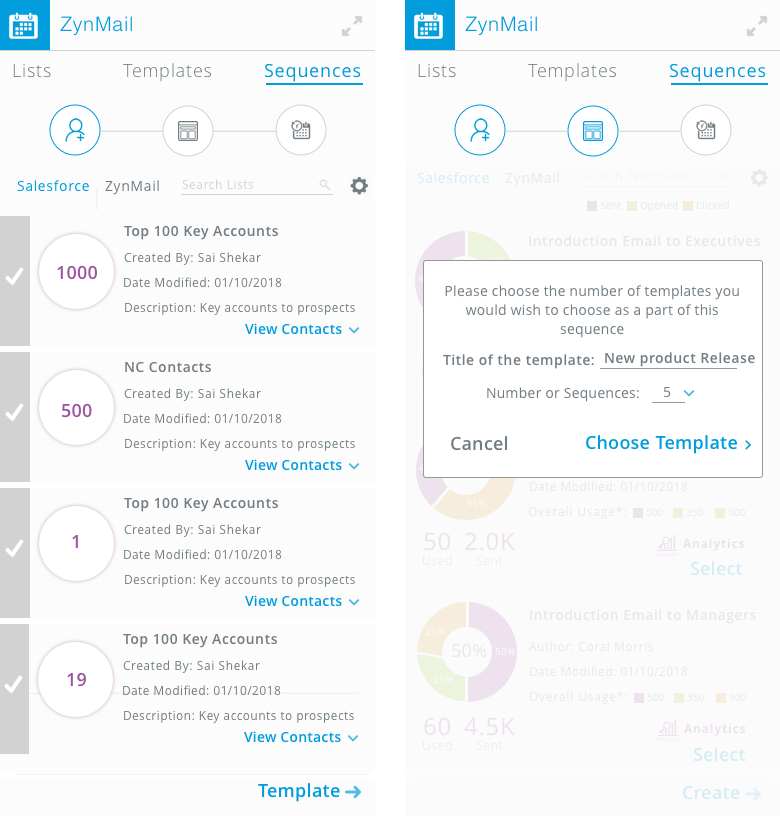 ZynMail
Lists Templates Sequences
Salesforce ZynMail Search Lists
1000
Top 100 Key Accounts
Created By: Sai Shekar
Date Modified: 01/10/2018
Description: Key accounts to prospects
View Contacts
500
NC Contacts
Created By: Sai Shekar
Date Modified: 01/10/2018
Description: Key accounts to prospects
View Contacts
1
Top 100 Key Accounts
Created By: Sai Shekar
Date Modified: 01/10/2018
Description: Key accounts to prospects
View Contacts
19
Top 100 Key Accounts
Created By: Sai Shekar
Date Modified: 01/10/2018
Description: Key accounts to prospects
View Contacts
Template
ZynMail
Lists Templates Sequences
Salesforce ZynMail Search Templates
Sent Opened Clicked
Introduction Email to Executives
Please choose the number of templates you
would wish to choose as a part of this
sequence
Title of the template: New product Release
Number or Sequences: 5
Cancel Choose Template
Date Modified: 01/10/2018
Overall Usage*: 500 350 300
50 2.0K
Used Sent
Analytics
Select
Introduction Email to Managers
25% 50% 50%
25%
Author: Coral Morris
Date Modified: 01/10/2018
Overall Usage*: 500 350 300
60 4.5K
Used Sent
Analytics
Select
Create